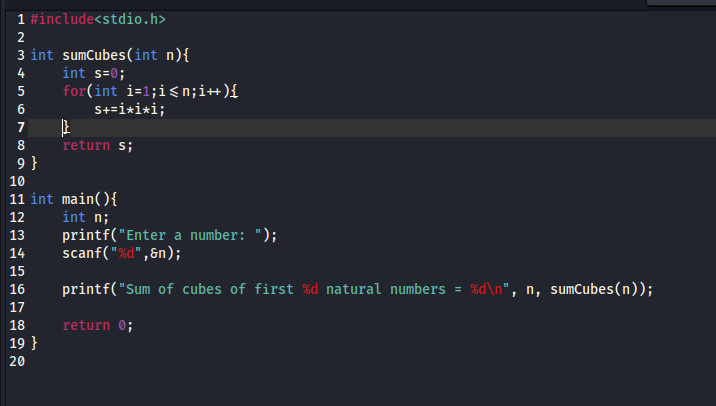 1 #include<stdio.h>
2
3 int sumCubes(int n){
4     int s=0;
5     for(int i=1;i<=n;i++){
6         s+=i*i*i;
7     }
8     return s;
9 }
10
11 int main(){
12     int n;
13     printf("Enter a number: ");
14     scanf("%d",&n);
15
16     printf("Sum of cubes of first %d natural numbers = %d\n", n, sumCubes(n));
17
18     return 0;
19 }
20